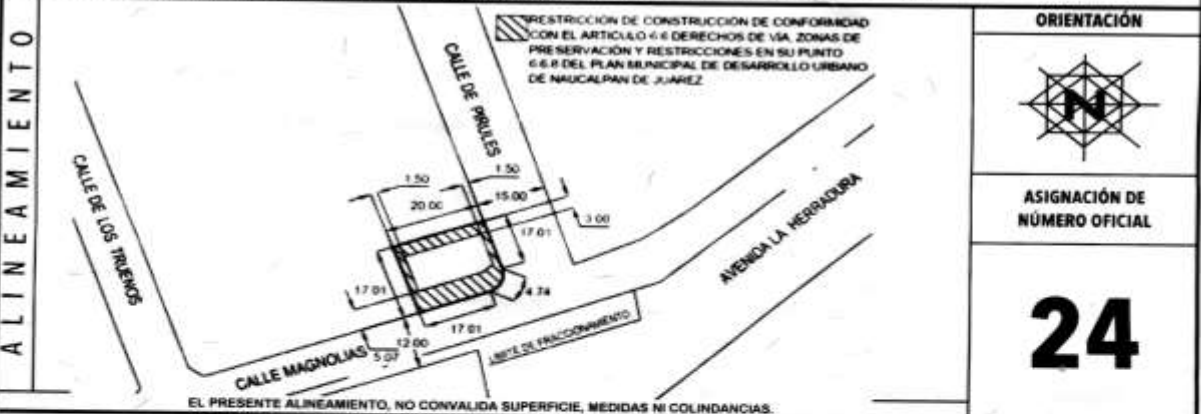 ALINEAMIENTO
RESTRICCIÓN DE CONSTRUCCIÓN DE CONFORMIDAD
CON EL ARTICULO 6.6 DERECHOS DE VIA, ZONAS DE
PRESERVACIÓN Y RESTRICCIONES EN SU PUNTO
6.6.8 DEL PLAN MUNICIPAL DE DESARROLLO URBANO
DE NAUCALPAN DE JUAREZ
CALLE DE PIRULES
CALLE DE LOS TRUENOS
1.50
1.50
20.00
15.00
3.00
17.01
17.01
4.74
17.01
12.00
5.07
AVENIDA LA HERRADURA
LIMITE DE FRACCIONAMIENTO
CALLE MAGNOLIAS
EL PRESENTE ALINEAMIENTO, NO CONVALIDA SUPERFICIE, MEDIDAS NI COLINDANCIAS.
ORIENTACIÓN
N
ASIGNACIÓN DE
NÚMERO OFICIAL
24